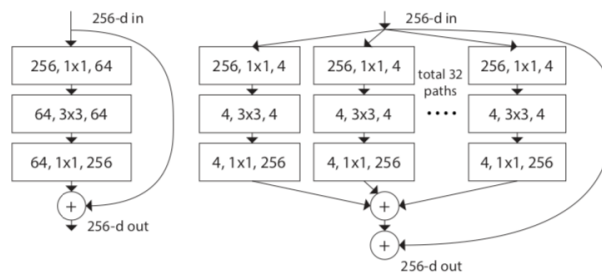 256-d in
256, 1x1, 64
64, 3x3, 64
64, 1x1, 256
+
256-d out
256-d in
256, 1x1, 4
256, 1x1, 4
256, 1x1, 4
total 32
paths
4, 3x3, 4
4, 3x3, 4
....
4, 3x3, 4
4, 1x1, 256
4, 1x1, 256
4, 1x1, 256
+
+
256-d out